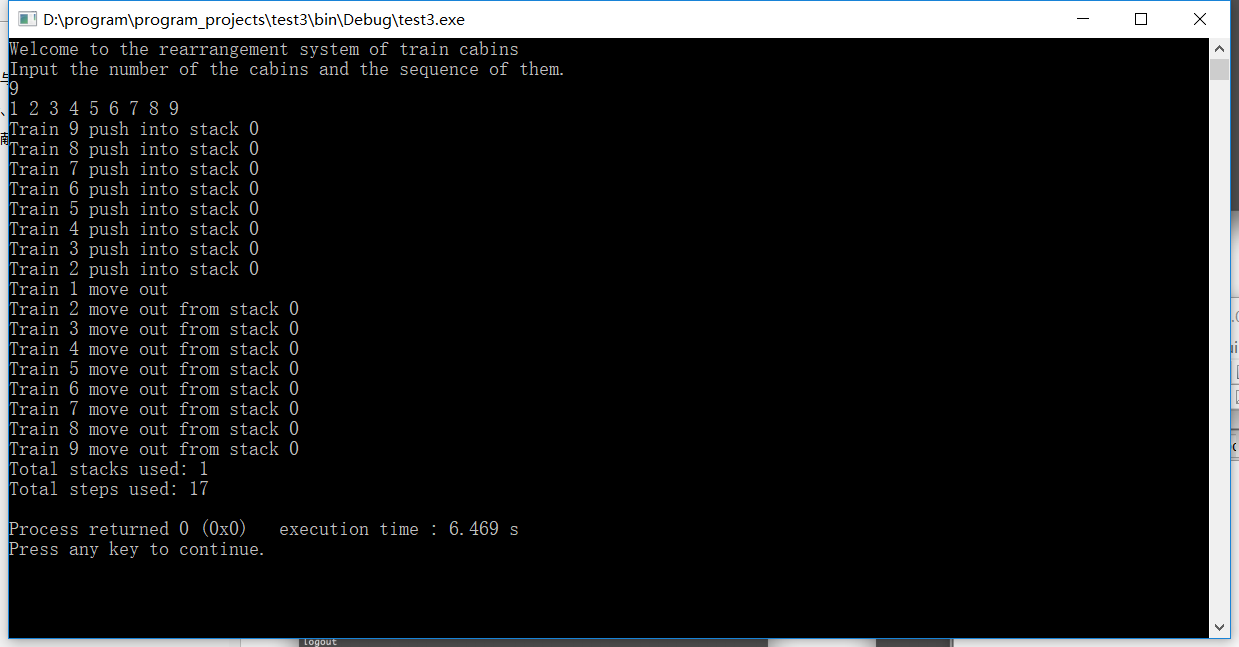 D:\program\program_projects\test3\bin\Debug\test3.exe
Welcome to the rearrangement system of train cabins
Input the number of the cabins and the sequence of them.
9
1 2 3 4 5 6 7 8 9
Train 9 push into stack 0
Train 8 push into stack 0
Train 7 push into stack 0
Train 6 push into stack 0
Train 5 push into stack 0
Train 4 push into stack 0
Train 3 push into stack 0
Train 2 push into stack 0
Train 1 move out
Train 2 move out from stack 0
Train 3 move out from stack 0
Train 4 move out from stack 0
Train 5 move out from stack 0
Train 6 move out from stack 0
Train 7 move out from stack 0
Train 8 move out from stack 0
Train 9 move out from stack 0
Total stacks used: 1
Total steps used: 17
Process returned 0 (0x0)   execution time : 6.469 s
Press any key to continue.
logout